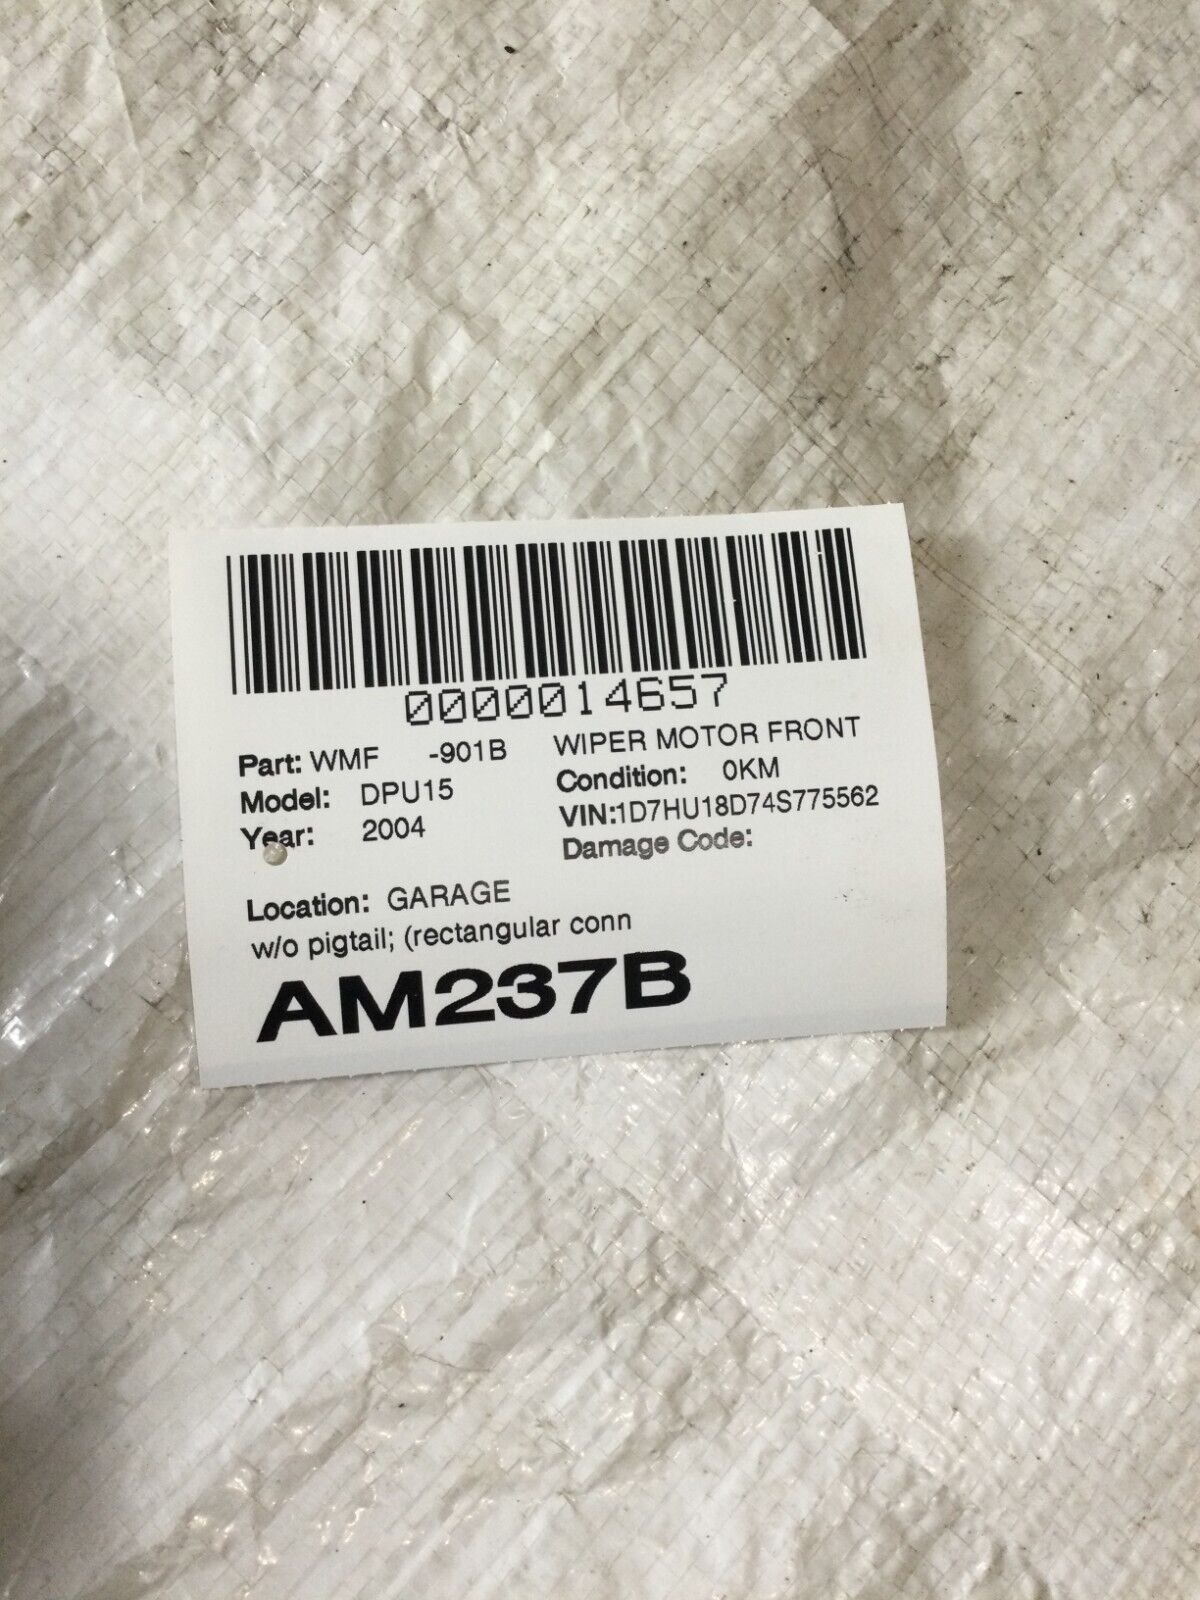 0000014657
Part: WMF -901B WIPER MOTOR FRONT
Model: DPU15 Condition: 0KM
Year: 2004 VIN:1D7HU18D74S775562
Damage Code:
Location: GARAGE
w/o pigtail; (rectangular conn
AM237B